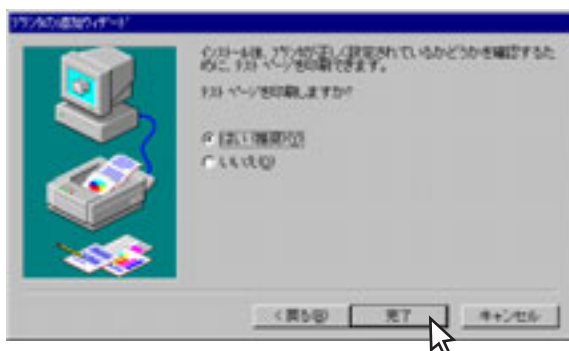 プリンタの追加ウィザード
インストール後、プリンタが正しく設定されているかどうかを確認するた
めに、テスト ページを印刷できます。
テスト ページを印刷しますか?
はい(推奨)(Y)
いいえ(N)
< 戻る(B)
完了
キャンセル